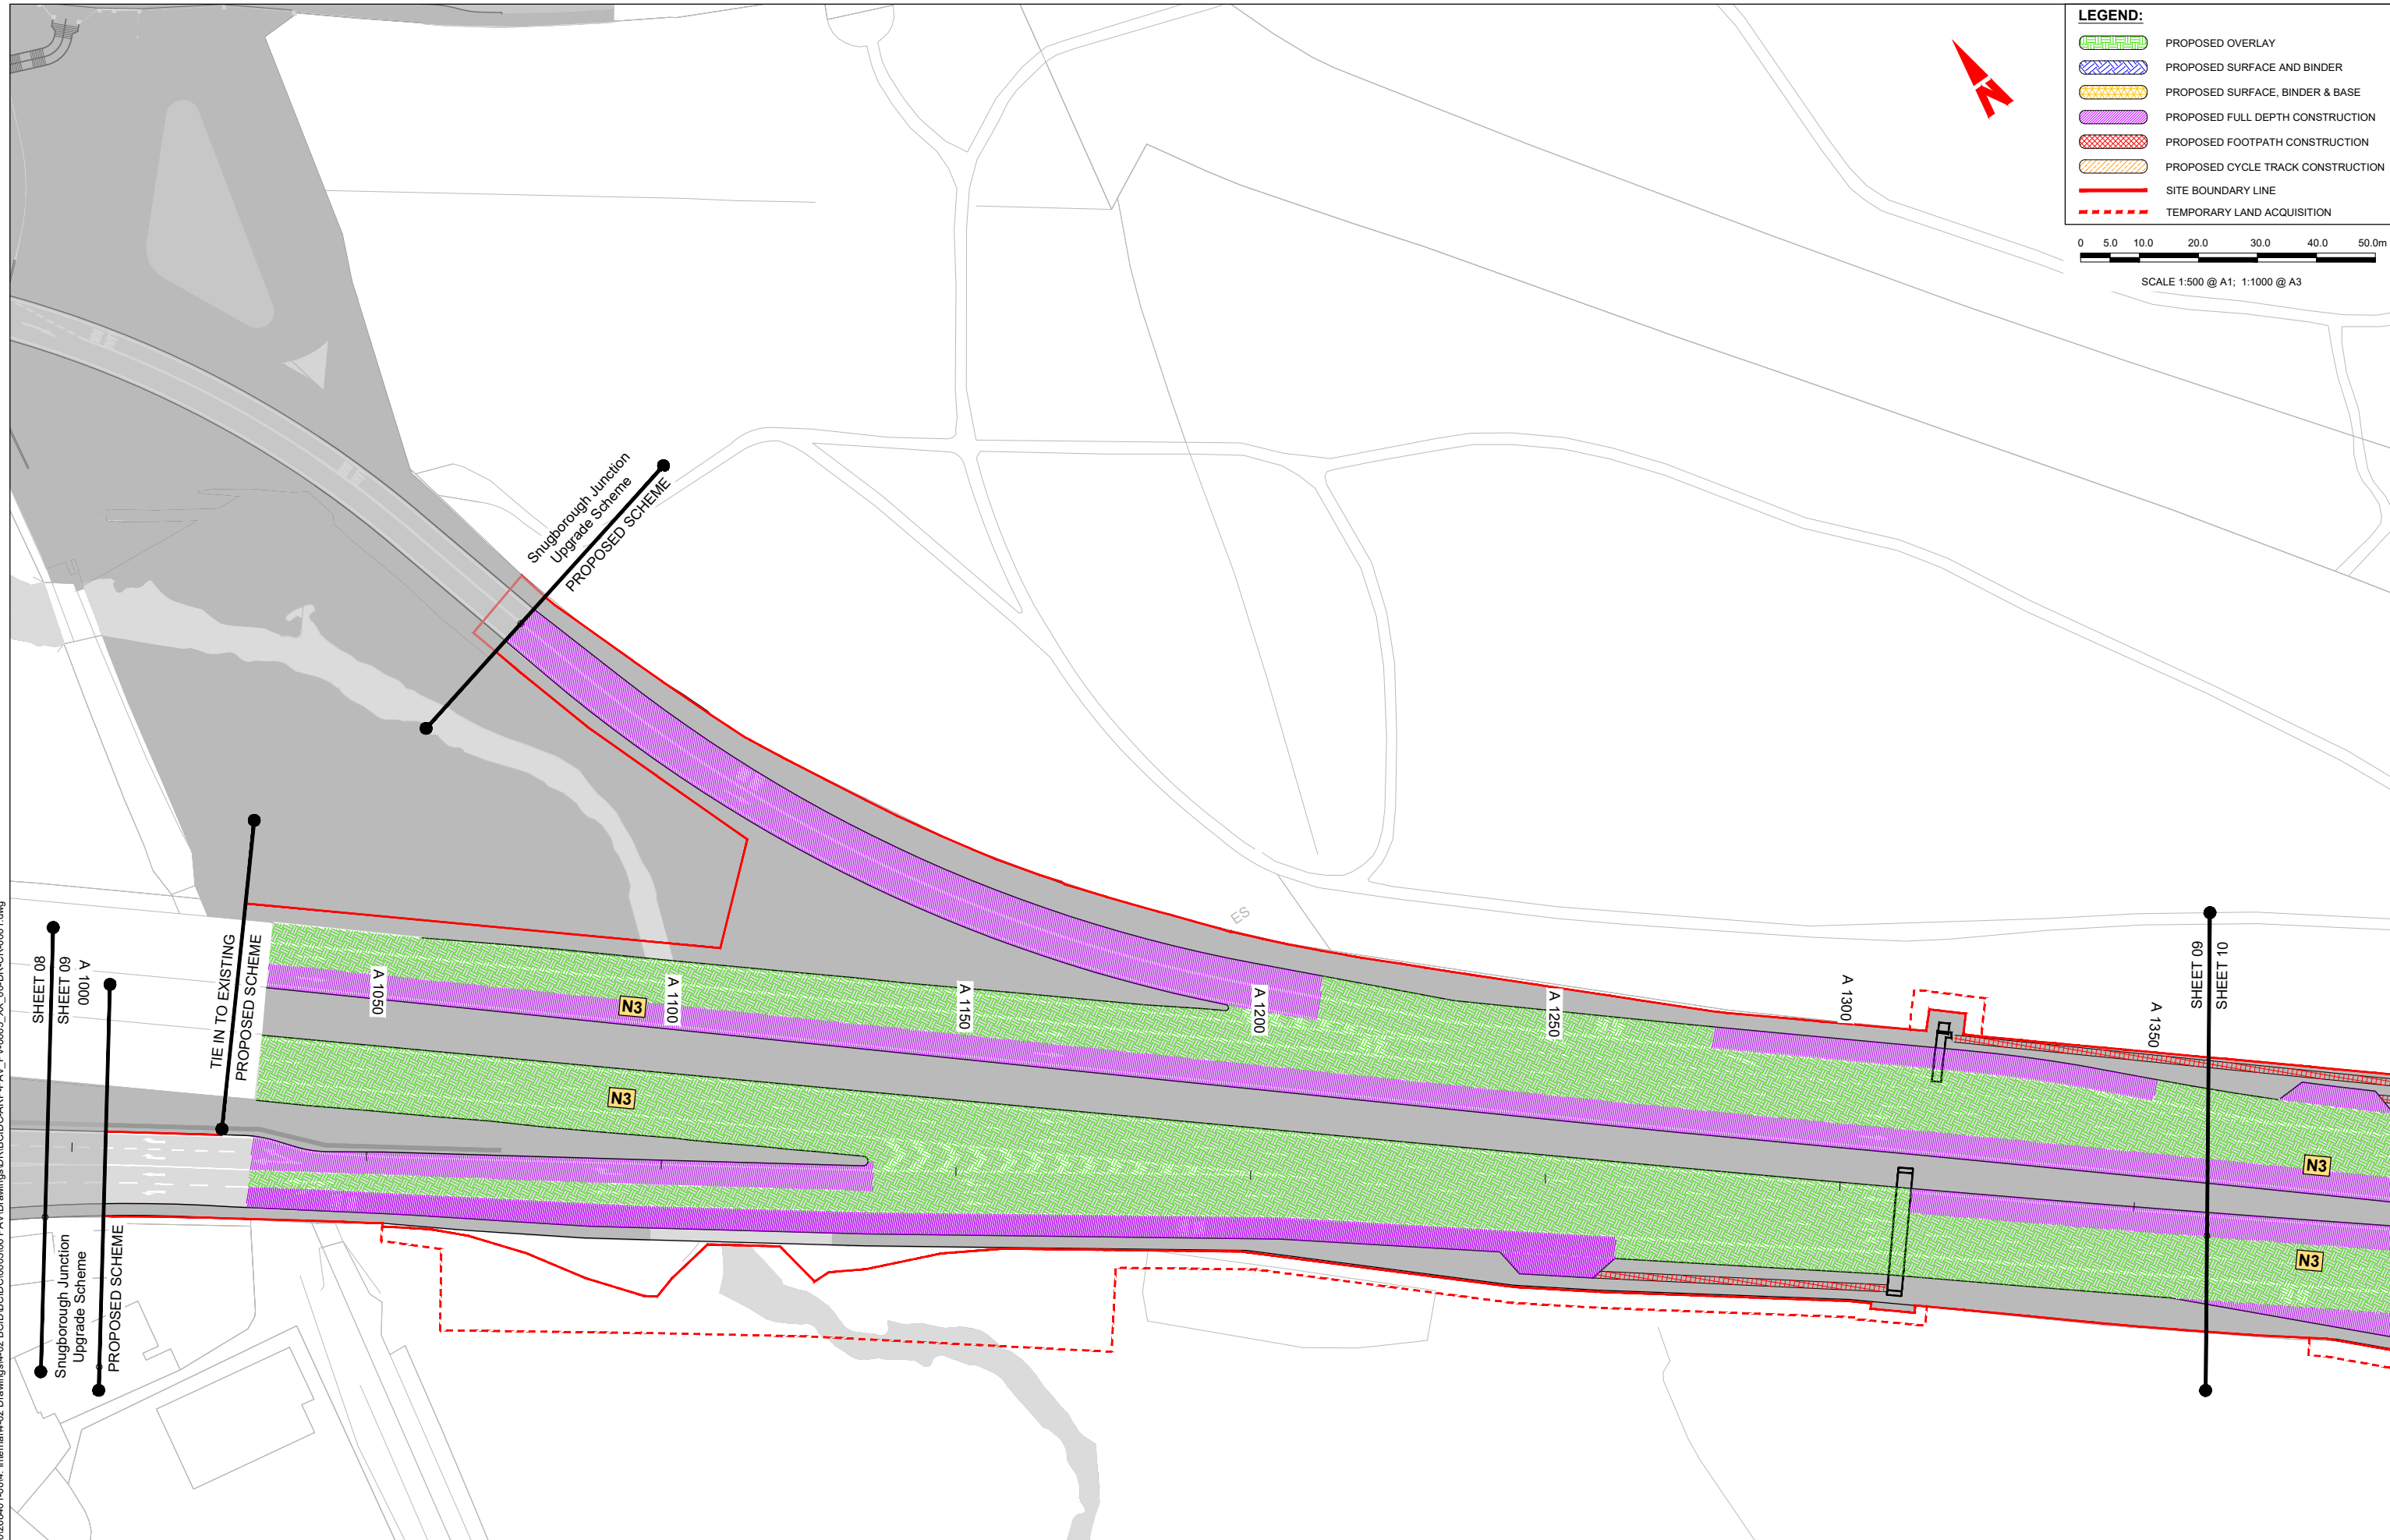 LEGEND:
PROPOSED OVERLAY
PROPOSED SURFACE AND BINDER
PROPOSED SURFACE, BINDER & BASE
PROPOSED FULL DEPTH CONSTRUCTION
PROPOSED FOOTPATH CONSTRUCTION
PROPOSED CYCLE TRACK CONSTRUCTION
SITE BOUNDARY LINE
TEMPORARY LAND ACQUISITION
0 5.0 10.0 20.0 30.0 40.0 50.0m
SCALE 1:500 @ A1; 1:1000 @ A3
N
Snugborough Junction
Upgrade Scheme
PROPOSED SCHEME
ES
SHEET 08
SHEET 09
A 1000
TIE IN TO EXISTING
PROPOSED SCHEME
A 1050
N3
A 1100
A 1150
A 1200
A 1250
A 1300
A 1350
SHEET 09
SHEET 10
N3
N3
N3
Snugborough Junction
Upgrade Scheme
PROPOSED SCHEME